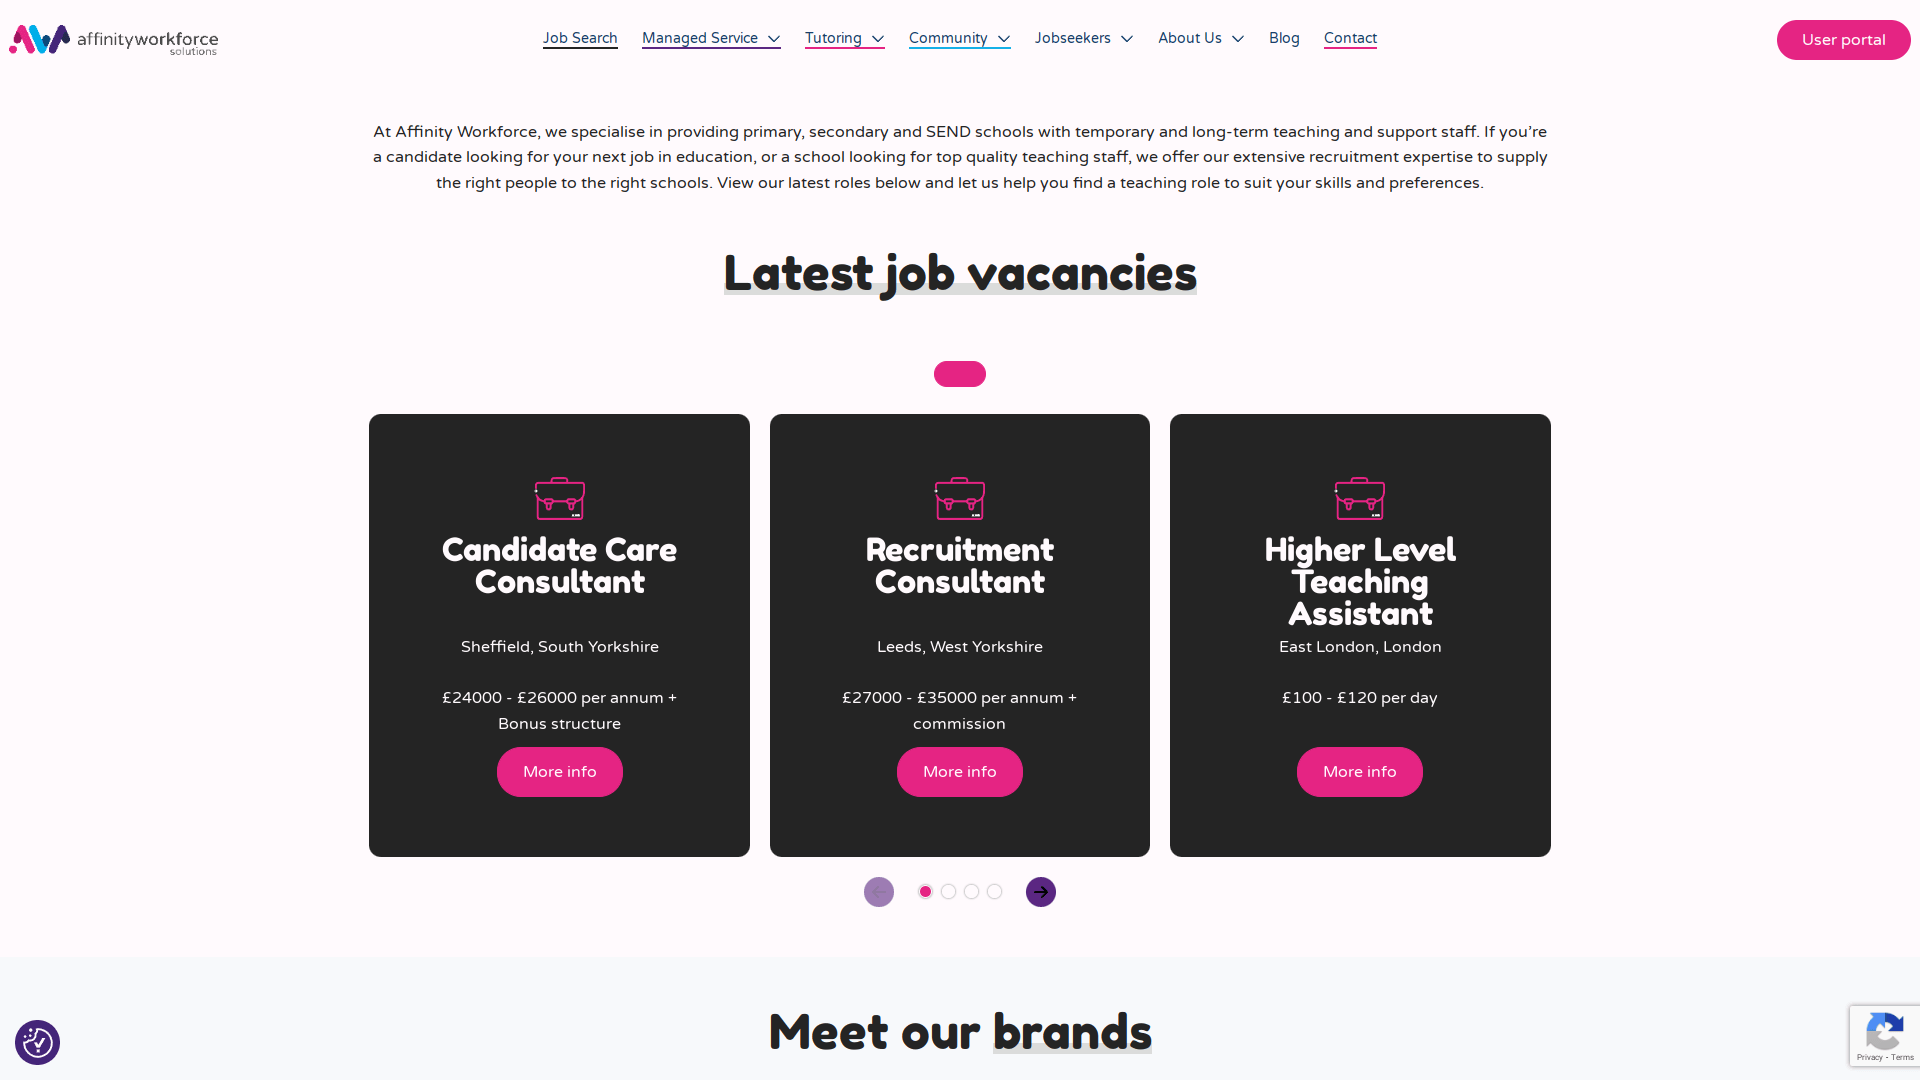 affinityworkforce
solutions
Job Search
Managed Service
Tutoring
Community
Jobseekers
About Us
Blog
Contact
User portal
At Affinity Workforce, we specialise in providing primary, secondary and SEND schools with temporary and long-term teaching and support staff. If you’re
a candidate looking for your next job in education, or a school looking for top quality teaching staff, we offer our extensive recruitment expertise to supply
the right people to the right schools. View our latest roles below and let us help you find a teaching role to suit your skills and preferences.
Latest job vacancies
Candidate Care
Consultant
Sheffield, South Yorkshire
£24000 - £26000 per annum +
Bonus structure
More info
Recruitment
Consultant
Leeds, West Yorkshire
£27000 - £35000 per annum +
commission
More info
Higher Level
Teaching
Assistant
East London, London
£100 - £120 per day
More info
Meet our brands
Privacy - Terms